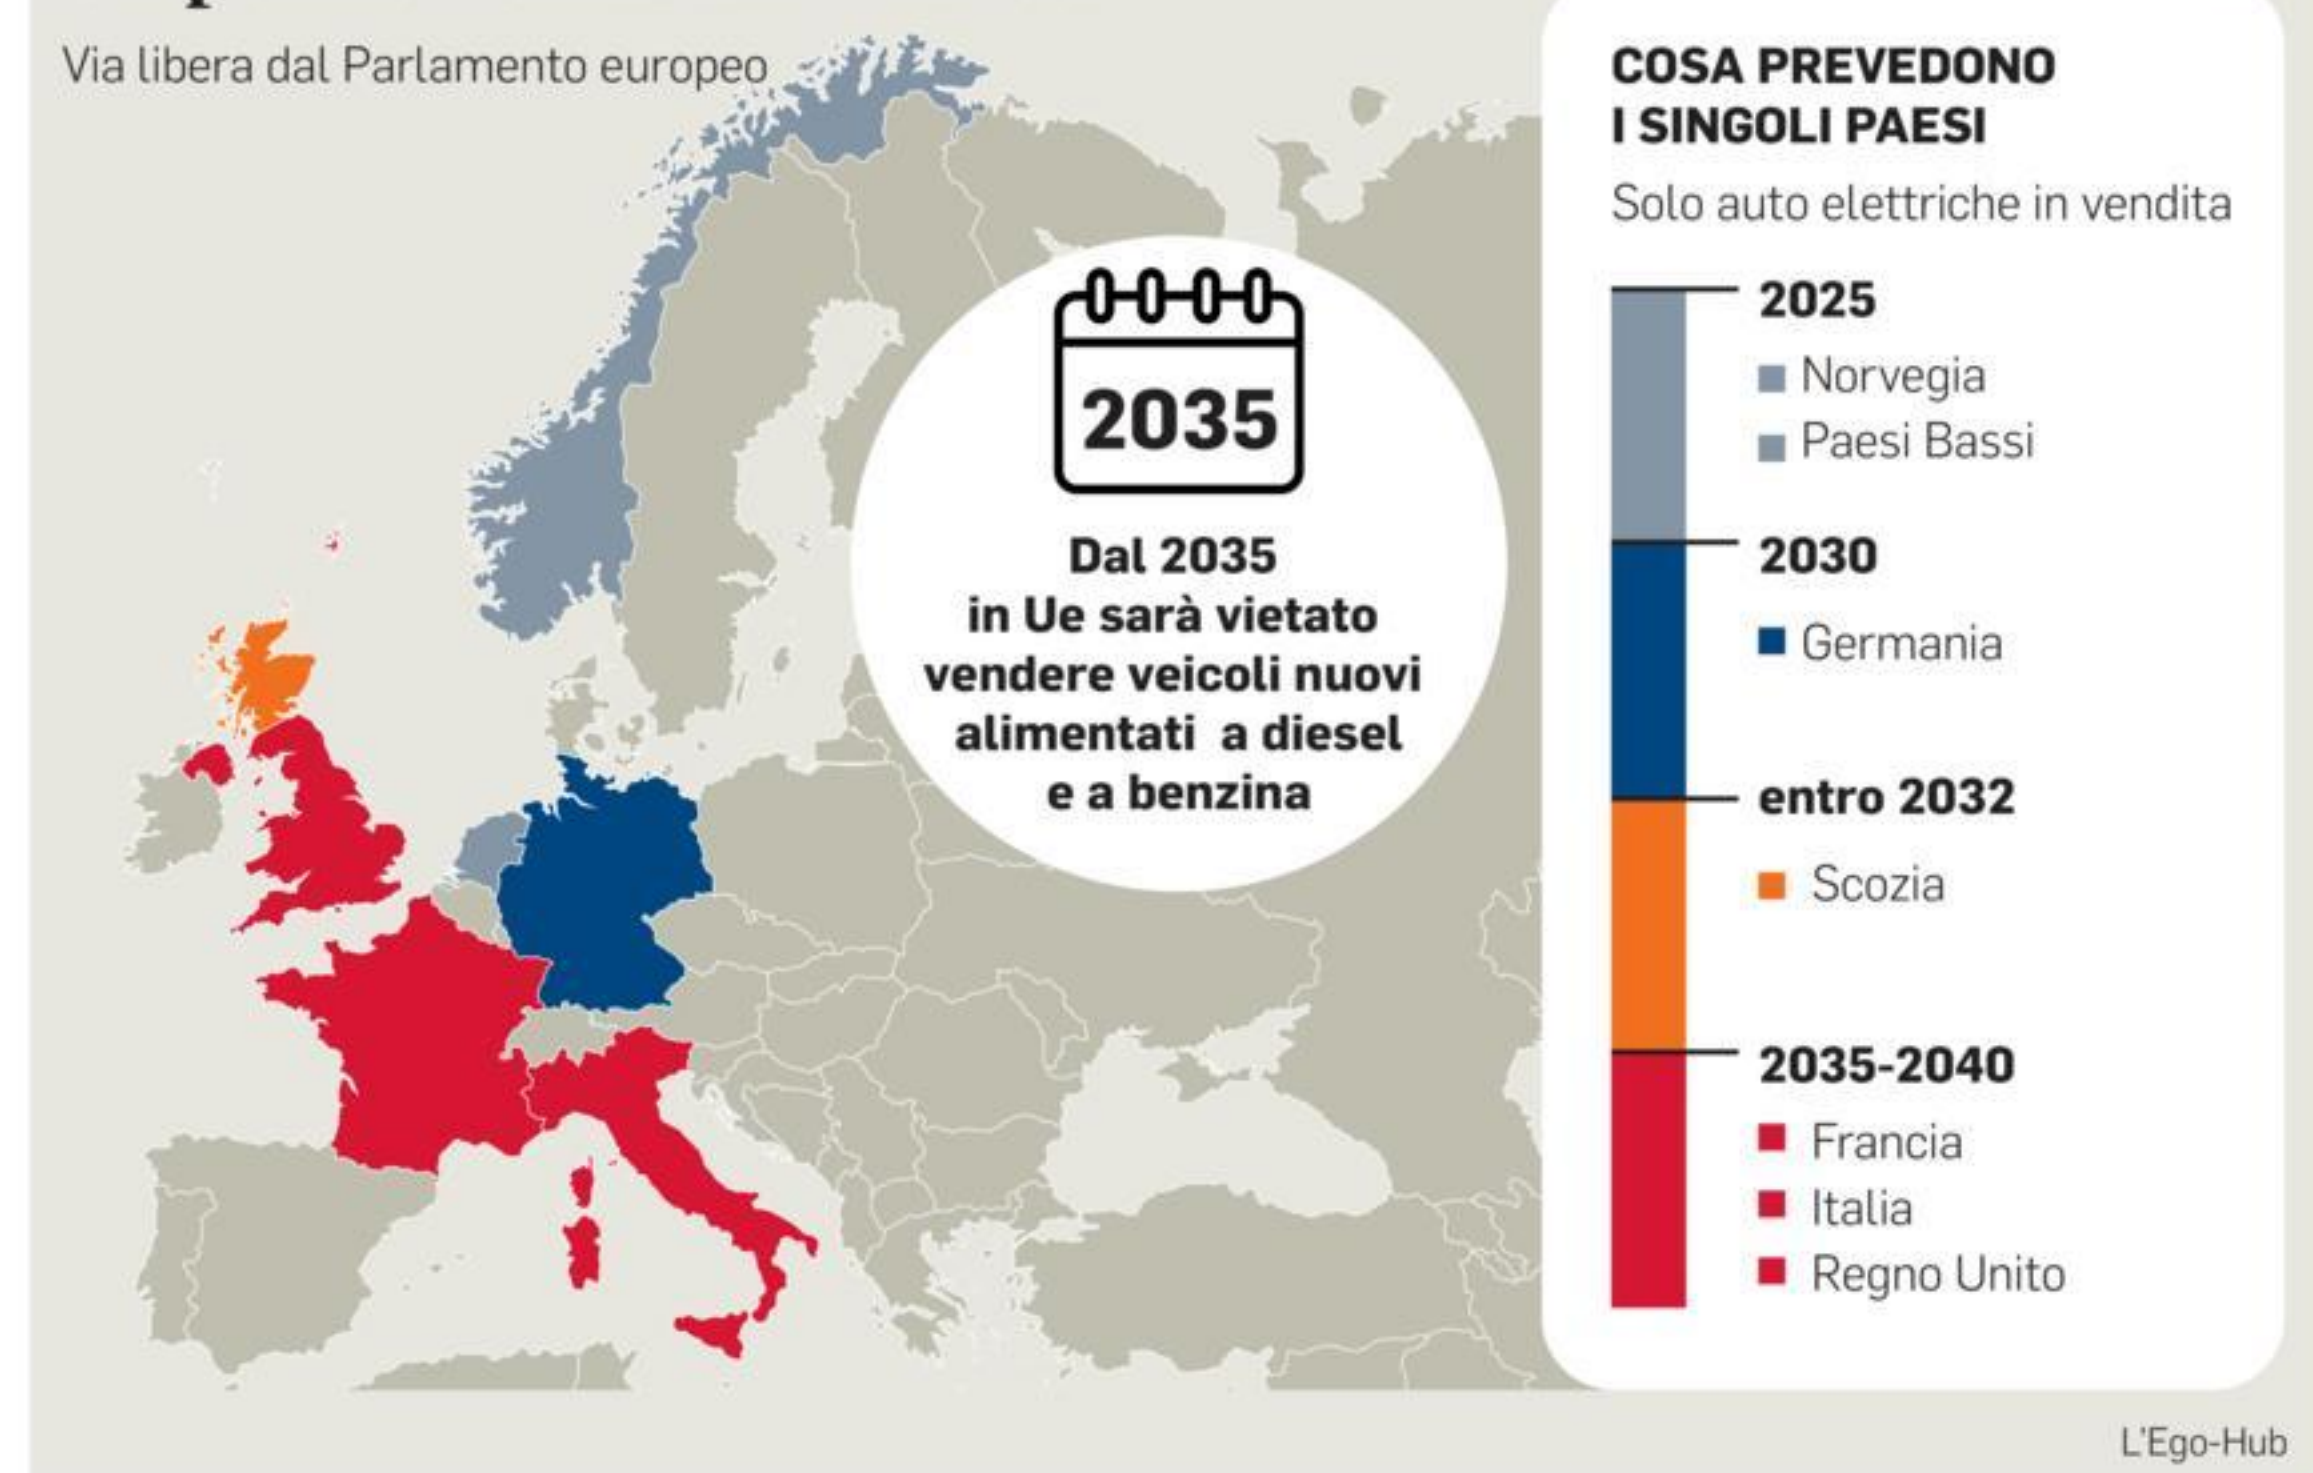 Via libera dal Parlamento europeo
2035
Dal 2035
in Ue sarà vietato
vendere veicoli nuovi
alimentati a diesel
e a benzina
COSA PREVEDONO
I SINGOLI PAESI
Solo auto elettriche in vendita
2025
Norvegia
Paesi Bassi
2030
Germania
entro 2032
Scozia
2035-2040
Francia
Italia
Regno Unito
L'Ego-Hub